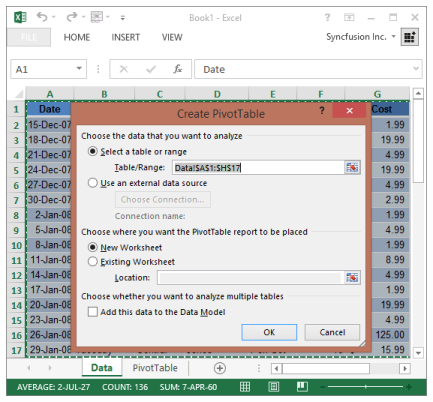 Book1 - Excel
FILE HOME INSERT VIEW Syncfusion Inc.
A1 fx Date
A B C D E F G
1 Date Cost
2 15-Dec-07 1.99
3 18-Dec-07 19.99
4 21-Dec-07 4.99
5 24-Dec-07 19.99
6 27-Dec-07 4.99
7 30-Dec-07 2.99
8 2-Jan-08 1.99
9 5-Jan-08 4.99
10 8-Jan-08 1.99
11 11-Jan-08 8.99
12 14-Jan-08 4.99
13 17-Jan-08 1.99
14 20-Jan-08 19.99
15 23-Jan-08 4.99
16 26-Jan-08 125.00
17 29-Jan-08 15.99
Create PivotTable ? ×
Choose the data that you want to analyze
Select a table or range
Table/Range: Data!$A$1:$H$17
Use an external data source
Choose Connection...
Connection name:
Choose where you want the PivotTable report to be placed
New Worksheet
Existing Worksheet
Location:
Choose whether you want to analyze multiple tables
Add this data to the Data Model
OK Cancel
Data PivotTable
AVERAGE: 2-JUL-27 COUNT: 136 SUM: 7-APR-60